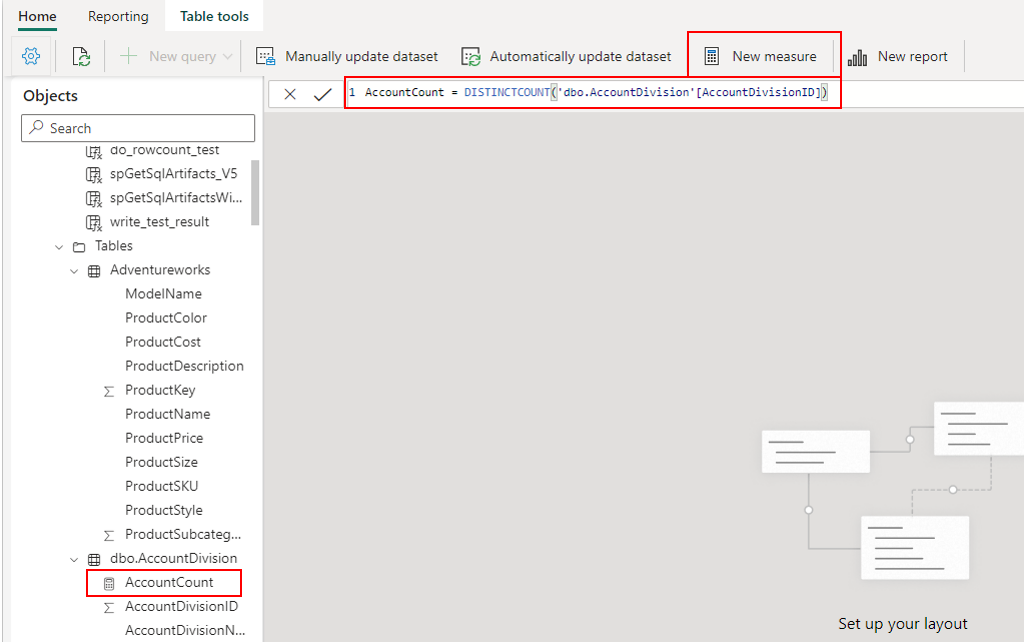 Home Reporting Table tools
New query Manually update dataset Automatically update dataset New measure New report
Objects
1 AccountCount = DISTINCTCOUNT('dbo.AccountDivision'[AccountDivisionID])
Search
do_rowcount_test
spGetSqlArtifacts_V5
spGetSqlArtifactsWi...
write_test_result
Tables
Adventureworks
ModelName
ProductColor
ProductCost
ProductDescription
ProductKey
ProductName
ProductPrice
ProductSize
ProductSKU
ProductStyle
ProductSubcateg...
dbo.AccountDivision
AccountCount
AccountDivisionID
AccountDivisionN...
Set up your layout